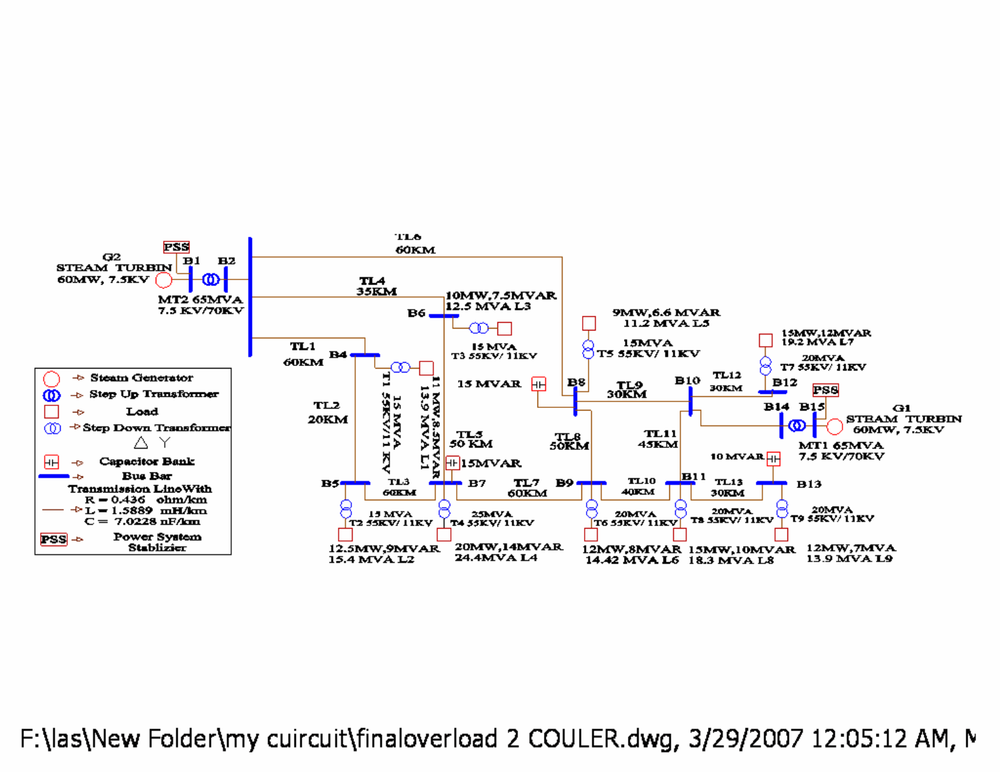 TL6
60KM
PSS
G2
STEAM TURBIN
60MW, 7.5KV
B1
B2
MT2 65MVA
7.5 KV/70KV
TL4
35KM
10MW,7.5MVAR
12.5 MVA L3
B6
15 MVA
T3 55KV/ 11KV
TL1
60KM
B4
T1 55KV/11 KV
15 MVA
13.9 MVA L1
11 MW,8.5MVAR
9MW,6.6 MVAR
11.2 MVA L5
15MVA
T5 55KV/ 11KV
15MW,12MVAR
19.2 MVA L7
20MVA
T7 55KV/ 11KV
15 MVAR
B8
TL9
30KM
B10
TL12
30KM
B12
PSS
B14
B15
G1
STEAM TURBIN
60MW, 7.5KV
MT1 65MVA
7.5 KV/70KV
TL2
20KM
TL5
50 KM
15MVAR
TL8
50KM
TL11
45KM
10 MVAR
B5
TL3
60KM
B7
TL7
60KM
B9
TL10
40KM
B11
TL13
30KM
B13
15 MVA
T2 55KV/ 11KV
25MVA
T4 55KV/ 11KV
20MVA
T6 55KV/ 11KV
20MVA
T8 55KV/ 11KV
20MVA
T9 55KV/ 11KV
12.5MW,9MVAR
15.4 MVA L2
20MW,14MVAR
24.4MVA L4
12MW,8MVAR
14.42 MVA L6
15MW,10MVAR
18.3 MVA L8
12MW,7MVA
13.9 MVA L9
Steam Generator
Step Up Transformer
Load
Step Down Transformer
Capacitor Bank
Bus Bar
Transmission LineWith
R = 0.436 ohm/km
L = 1.5889 mH/km
C = 7.0228 nF/km
PSS
Power System
Stablizier
F:\las\New Folder\my cuircuit\finaloverload 2 COULER.dwg, 3/29/2007 12:05:12 AM, M